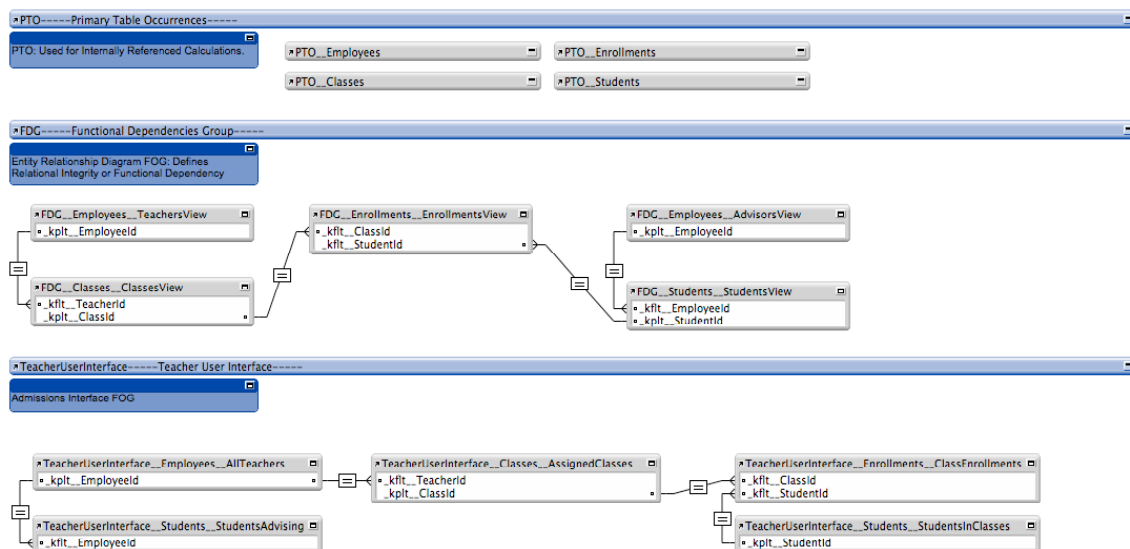 PTO-----Primary Table Occurrences-----
PTO: Used for Internally Referenced Calculations.
PTO__Employees
PTO__Enrollments
PTO__Classes
PTO__Students
FDG-----Functional Dependencies Group-----
Entity Relationship Diagram FOG: Defines
Relational Integrity or Functional Dependency
FDG__Employees__TeachersView
_kplt__EmployeeId
FDG__Enrollments__EnrollmentsView
_kflt__ClassId
_kflt__StudentId
FDG__Employees__AdvisorsView
_kplt__EmployeeId
FDG__Classes__ClassesView
_kflt__TeacherId
_kplt__ClassId
FDG__Students__StudentsView
_kflt__EmployeeId
_kplt__StudentId
TeacherUserInterface-----Teacher User Interface-----
Admissions Interface FOG
TeacherUserInterface__Employees__AllTeachers
_kplt__EmployeeId
TeacherUserInterface__Classes__AssignedClasses
_kflt__TeacherId
_kplt__ClassId
TeacherUserInterface__Enrollments__ClassEnrollments
_kflt__ClassId
_kflt__StudentId
TeacherUserInterface__Students__StudentsAdvising
_kflt__EmployeeId
TeacherUserInterface__Students__StudentsInClasses
_kplt__StudentId